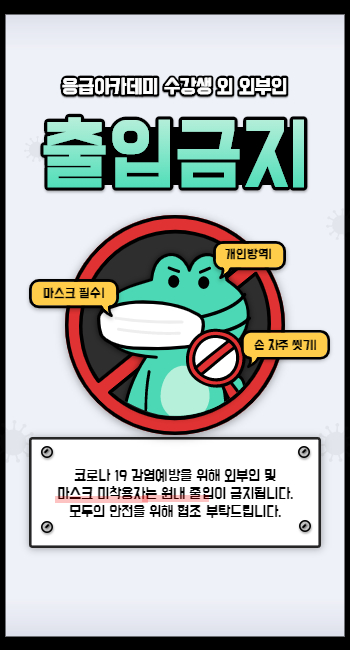 응급아카데미 수강생 외 외부인
출입금지
개인방역!
마스크 필수!
손 자주 씻기!
코로나 19 감염예방을 위해 외부인 및
마스크 미착용자는 원내 출입이 금지됩니다.
모두의 안전을 위해 협조 부탁드립니다.